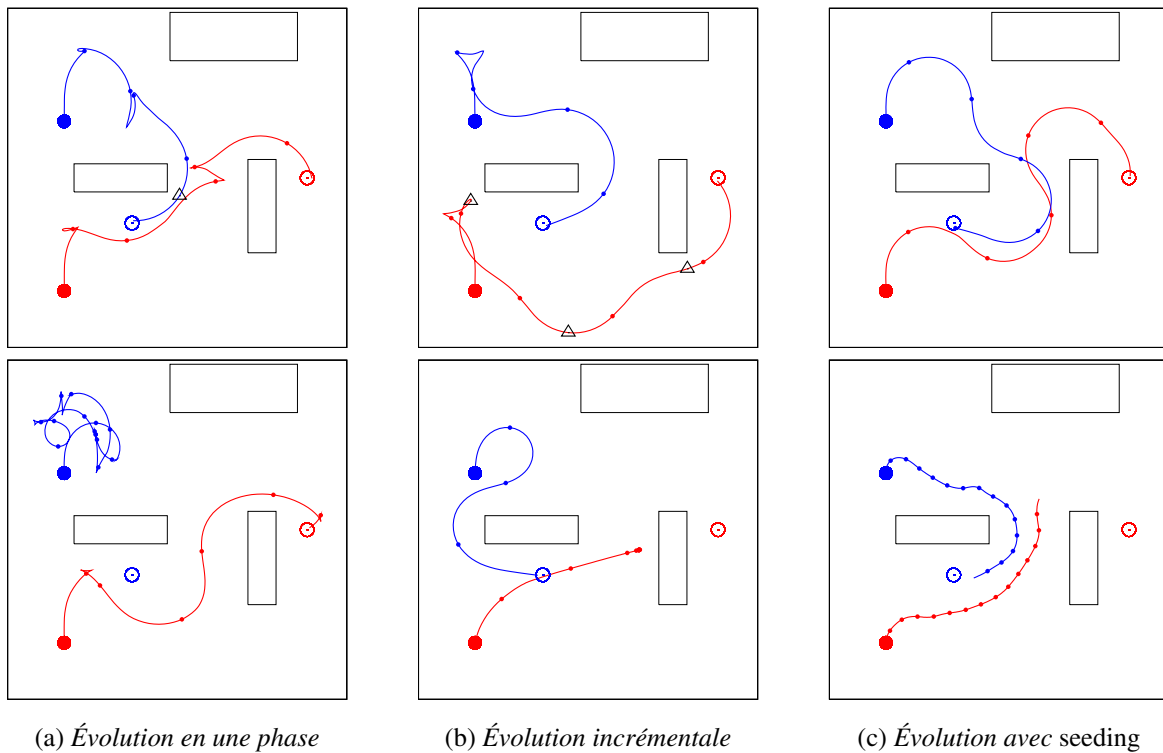 (a) Évolution en une phase
(b) Évolution incrémentale
(c) Évolution avec seeding